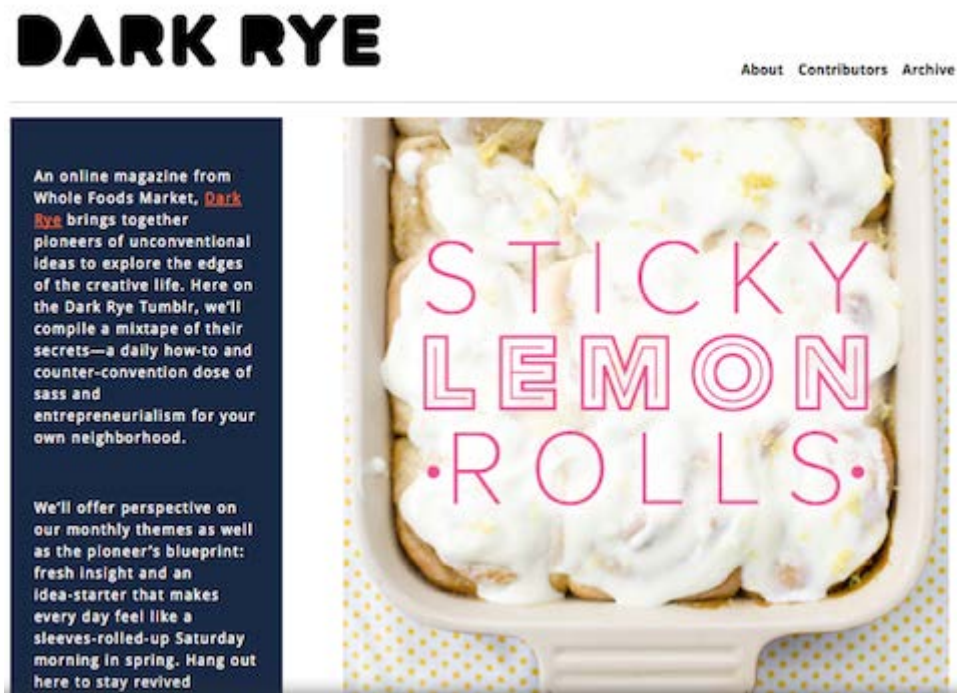 DARK RYE
About Contributors Archive
An online magazine from
Whole Foods Market, Dark
Rye brings together
pioneers of unconventional
ideas to explore the edges
of the creative life. Here on
the Dark Rye Tumblr, we'll
compile a mixtape of their
secrets—a daily how-to and
counter-convention dose of
sass and
entrepreneurialism for your
own neighborhood.
We'll offer perspective on
our monthly themes as well
as the pioneer's blueprint:
fresh insight and an
idea-starter that makes
every day feel like a
sleeves-rolled-up Saturday
morning in spring. Hang out
here to stay revived
STICKY
LEMON
•ROLLS•